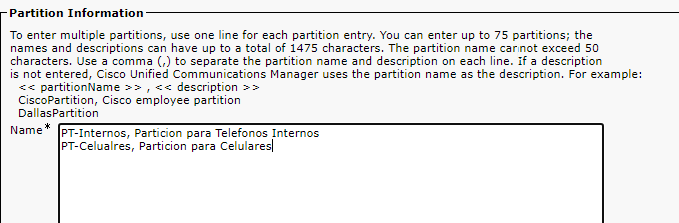 Partition Information
To enter multiple partitions, use one line for each partition entry. You can enter up to 75 partitions; the
names and descriptions can have up to a total of 1475 characters. The partition name cannot exceed 50
characters. Use a comma (,) to separate the partition name and description on each line. If a description
is not entered, Cisco Unified Communications Manager uses the partition name as the description. For example:
<< partitionName >> , << description >>
CiscoPartition, Cisco employee partition
DallasPartition
Name*
PT-Internos, Particion para Telefonos Internos
PT-Celualres, Particion para Celulares